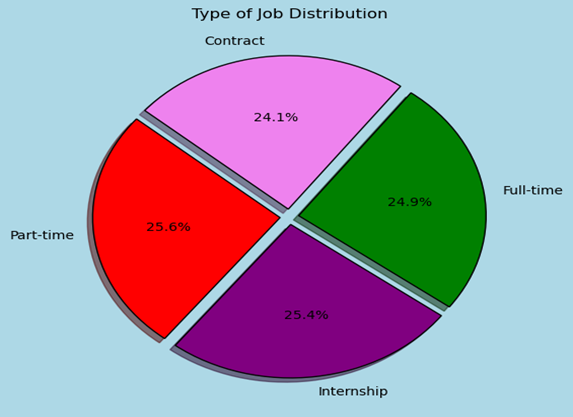 Type of Job Distribution
Contract
24.1%
Full-time
24.9%
Part-time
25.6%
25.4%
Internship